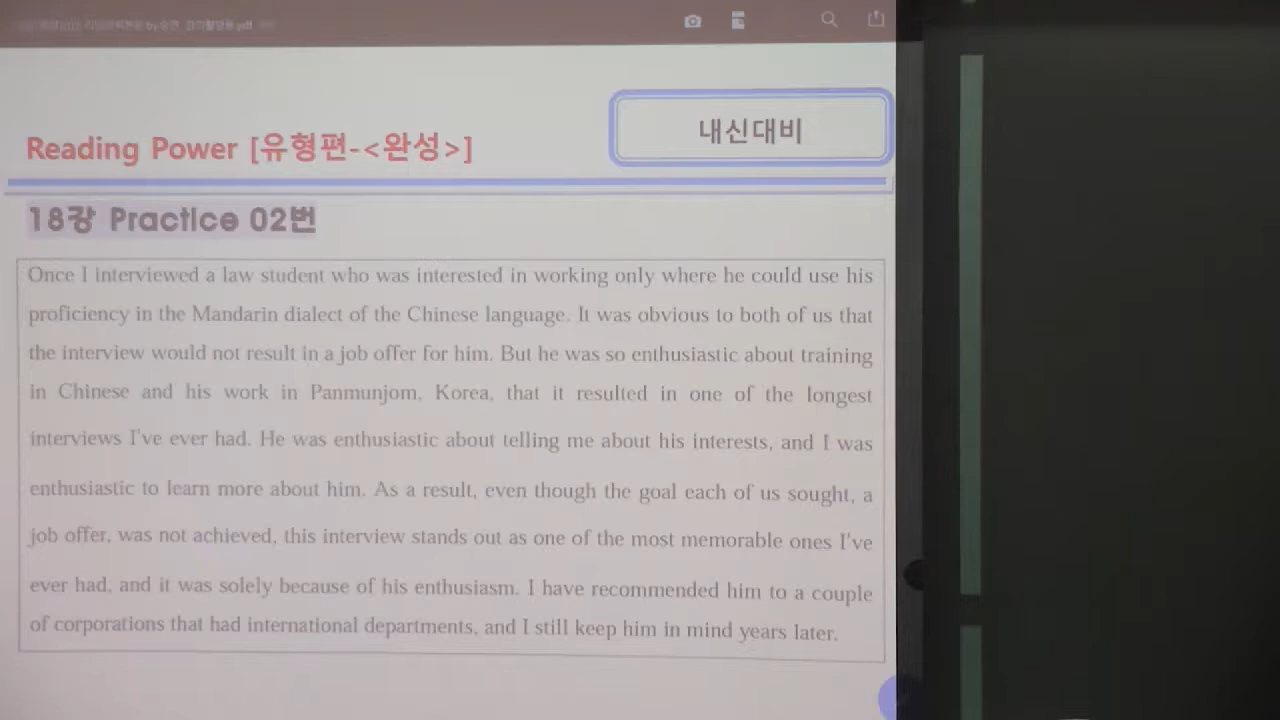 by 승연
.pdf
Reading Power [유형편-<완성>]
내신대비
18강 Practice 02번
Once I interviewed a law student who was interested in working only where he could use his
proficiency in the Mandarin dialect of the Chinese language. It was obvious to both of us that
the interview would not result in a job offer for him. But he was so enthusiastic about training
in Chinese and his work in Panmunjom, Korea, that it resulted in one of the longest
interviews I've ever had. He was enthusiastic about telling me about his interests, and I was
enthusiastic to learn more about him. As a result, even though the goal each of us sought, a
job offer, was not achieved, this interview stands out as one of the most memorable ones I've
ever had, and it was solely because of his enthusiasm. I have recommended him to a couple
of corporations that had international departments, and I still keep him in mind years later.